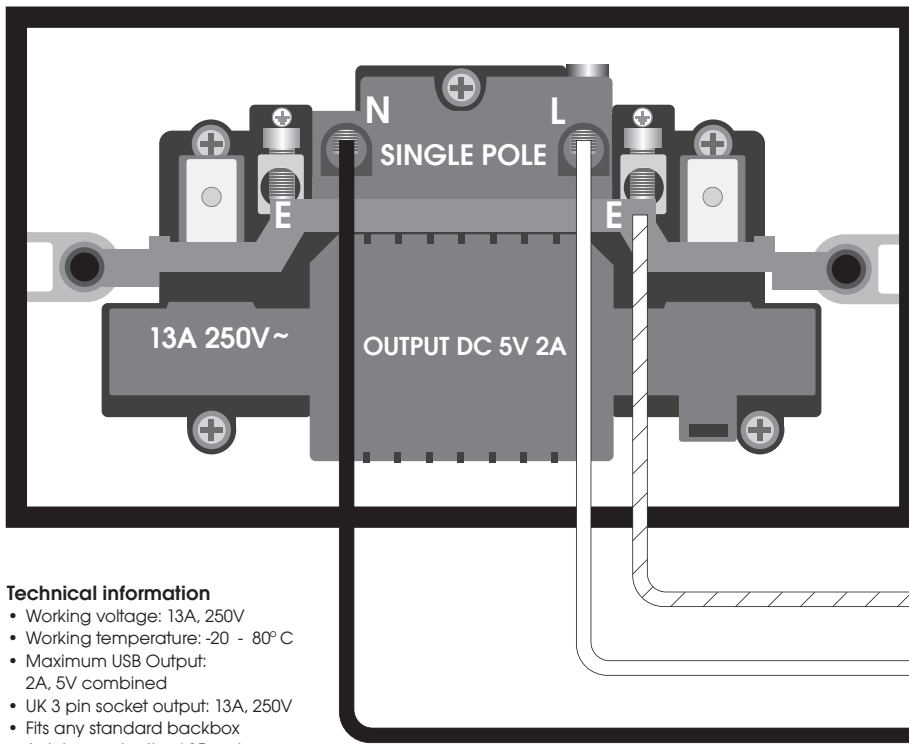 N
L
SINGLE POLE
E
E
13A 250V~
OUTPUT DC 5V 2A
Technical information
• Working voltage: 13A, 250V
• Working temperature: -20 - 80° C
• Maximum USB Output:
2A, 5V combined
• UK 3 pin socket output: 13A, 250V
• Fits any standard backbox